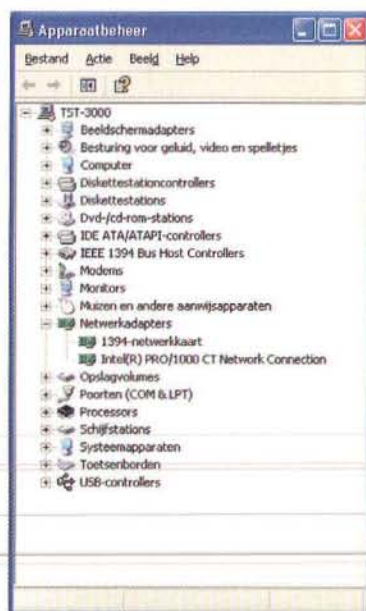 Apparaatbeheer
Bestand Actie Beeld Help
TST-3000
Beeldschermadapters
Besturing voor geluid, video en spelletjes
Computer
Diskettestationcontrollers
Diskettestations
Dvd-/cd-rom-stations
IDE ATA/ATAPI-controllers
IEEE 1394 Bus Host Controllers
Modems
Monitors
Muizen en andere aanwijsapparaten
Netwerkadapters
1394-netwerkkaart
Intel(R) PRO/1000 CT Network Connection
Opslagvolumes
Poorten (COM & LPT)
Processors
Schijfstations
Systeemapparaten
Toetsenborden
USB-controllers